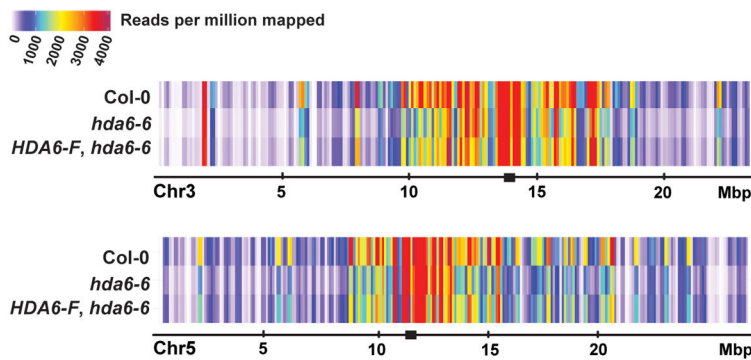 Reads per million mapped
0 1000 2000 3000 4000
Col-0
hda6-6
HDA6-F, hda6-6
Chr3 5 10 15 20 Mbp
Col-0
hda6-6
HDA6-F, hda6-6
Chr5 5 10 15 20 Mbp